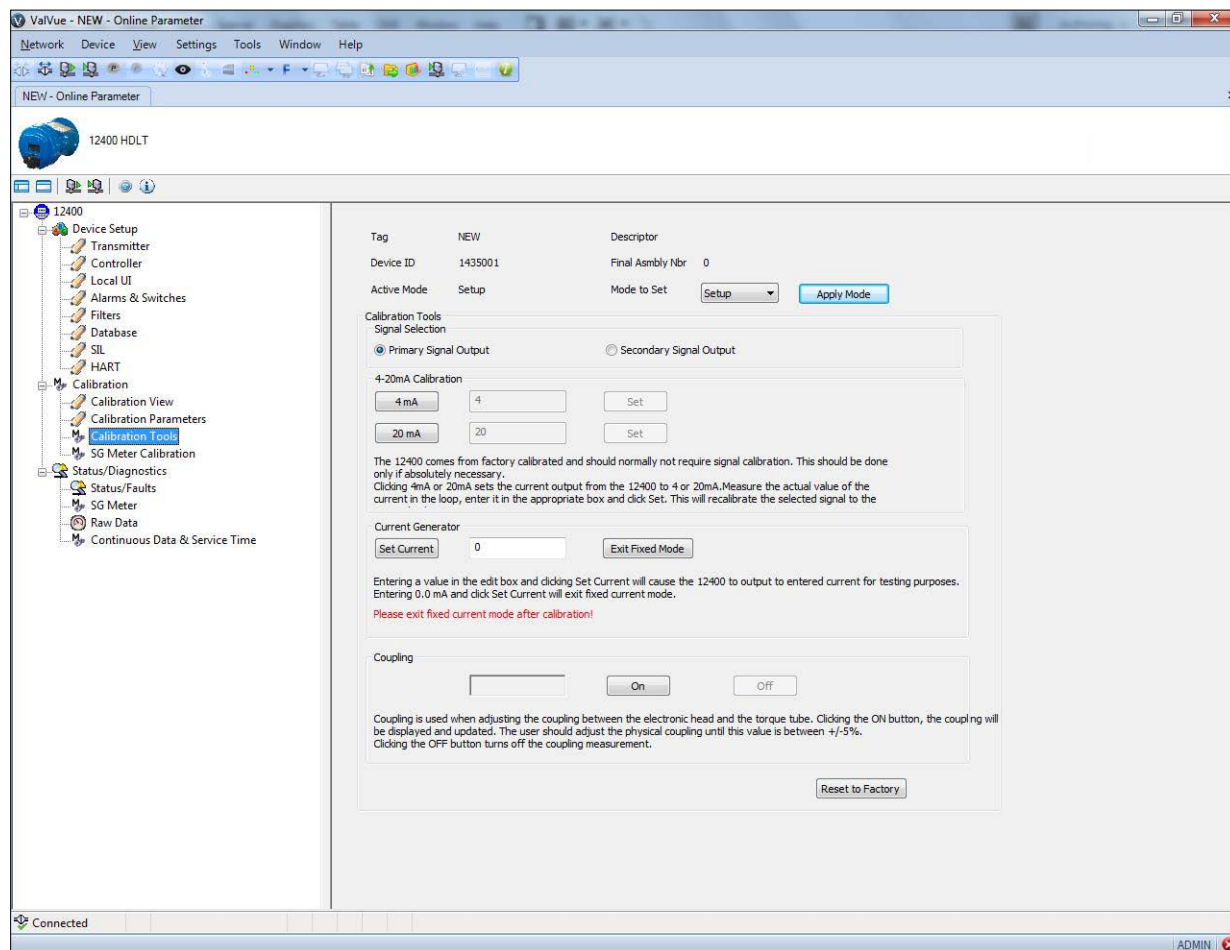 ValVue - NEW - Online Parameter
Network Device View Settings Tools Window Help
F
NEW - Online Parameter
12400 HDLT
12400
Device Setup
Transmitter
Controller
Local UI
Alarms & Switches
Filters
Database
SIL
HART
Calibration
Calibration View
Calibration Parameters
Calibration Tools
SG Meter Calibration
Status/Diagnostics
Status/Faults
SG Meter
Raw Data
Continuous Data & Service Time
Tag NEW Descriptor
Device ID 1435001 Final Asmbly Nbr 0
Active Mode Setup Mode to Set Setup Apply Mode
Calibration Tools
Signal Selection
Primary Signal Output Secondary Signal Output
4-20mA Calibration
4 mA 4 Set
20 mA 20 Set
The 12400 comes from factory calibrated and should normally not require signal calibration. This should be done
only if absolutely necessary.
Clicking 4mA or 20mA sets the current output from the 12400 to 4 or 20mA.Measure the actual value of the
current in the loop, enter it in the appropriate box and click Set. This will recalibrate the selected signal to the
Current Generator
Set Current 0 Exit Fixed Mode
Entering a value in the edit box and clicking Set Current will cause the 12400 to output to entered current for testing purposes.
Entering 0.0 mA and click Set Current will exit fixed current mode.
Please exit fixed current mode after calibration!
Coupling
On Off
Coupling is used when adjusting the coupling between the electronic head and the torque tube. Clicking the ON button, the coupling will
be displayed and updated. The user should adjust the physical coupling until this value is between +/-5%.
Clicking the OFF button turns off the coupling measurement.
Reset to Factory
Connected
ADMIN